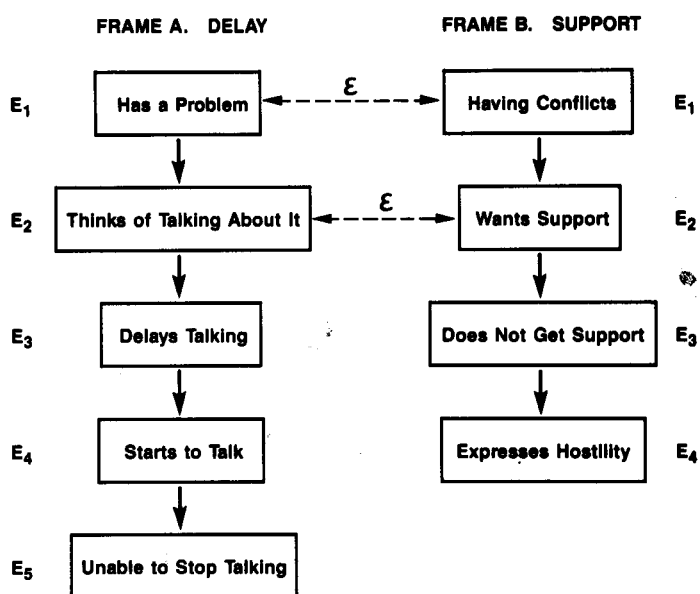 FRAME A. DELAY
FRAME B. SUPPORT
E1
Has a Problem
ε
Having Conflicts
E1
E2
Thinks of Talking About It
ε
Wants Support
E2
E3
Delays Talking
Does Not Get Support
E3
E4
Starts to Talk
Expresses Hostility
E4
E5
Unable to Stop Talking